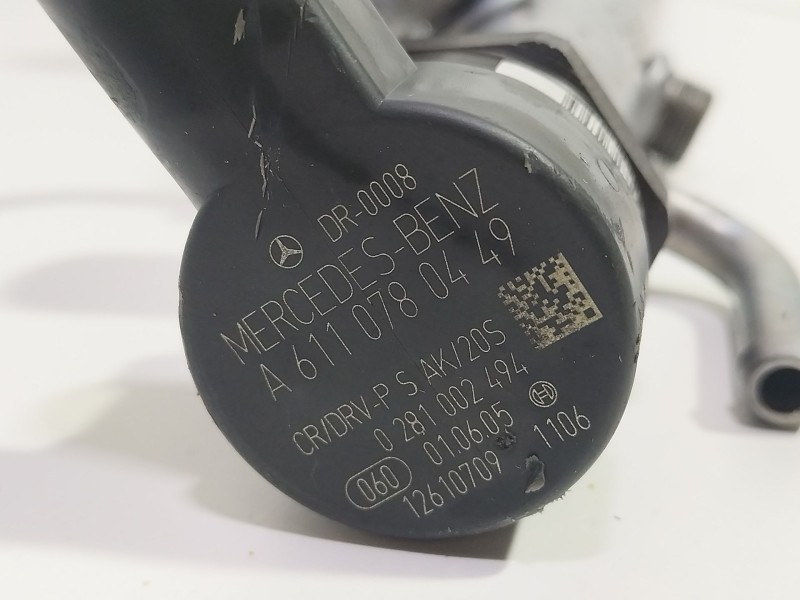 DR-0008
MERCEDES-BENZ
A 611 078 04 49
CR/DRV-P S AK/20S
0 281 002 494
060 01.06.05
12610709 1106